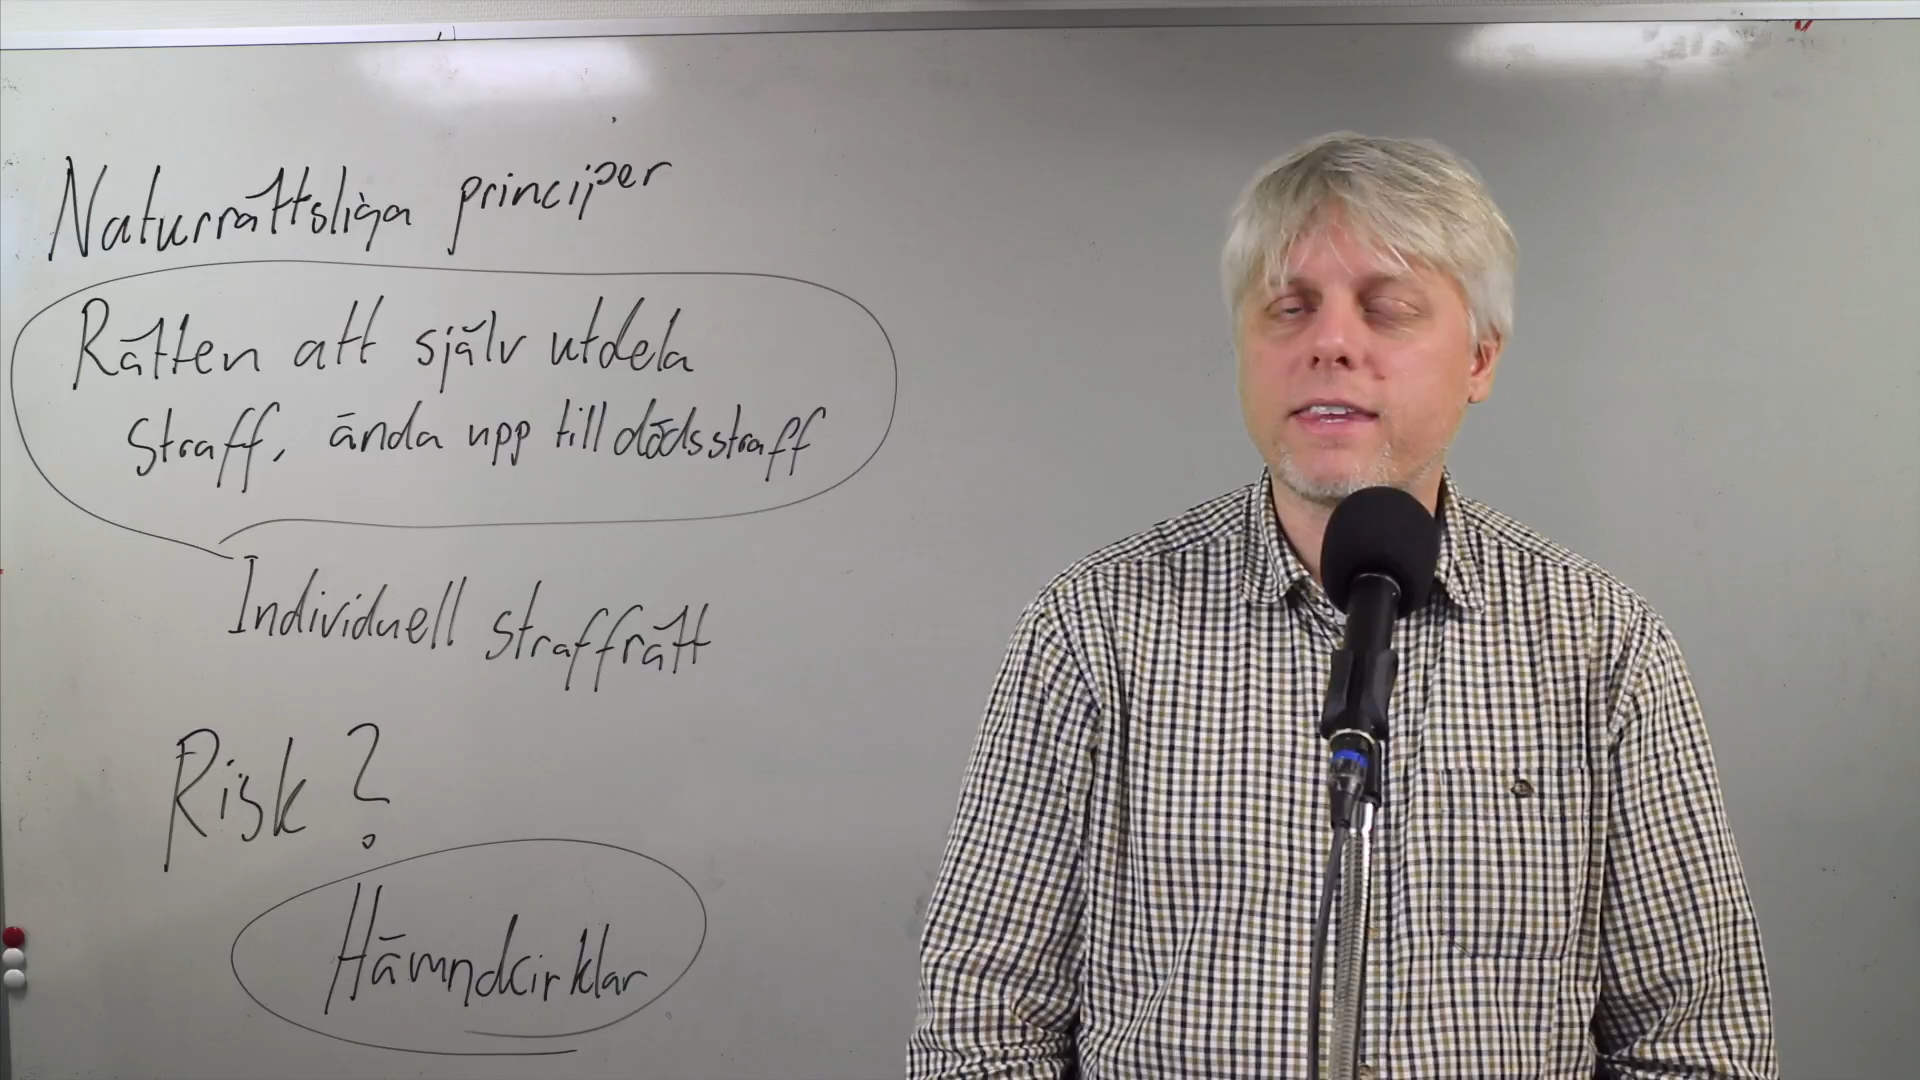 Naturrättsliga principer
Rätten att själv utdela
straff, ända upp till dödsstraff
Individuell straffrätt
Risk?
Hämndcirklar